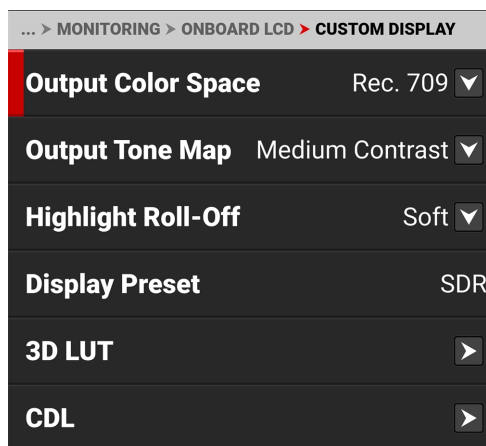 ... > MONITORING > ONBOARD LCD > CUSTOM DISPLAY
Output Color Space Rec. 709
Output Tone Map Medium Contrast
Highlight Roll-Off Soft
Display Preset SDR
3D LUT
CDL